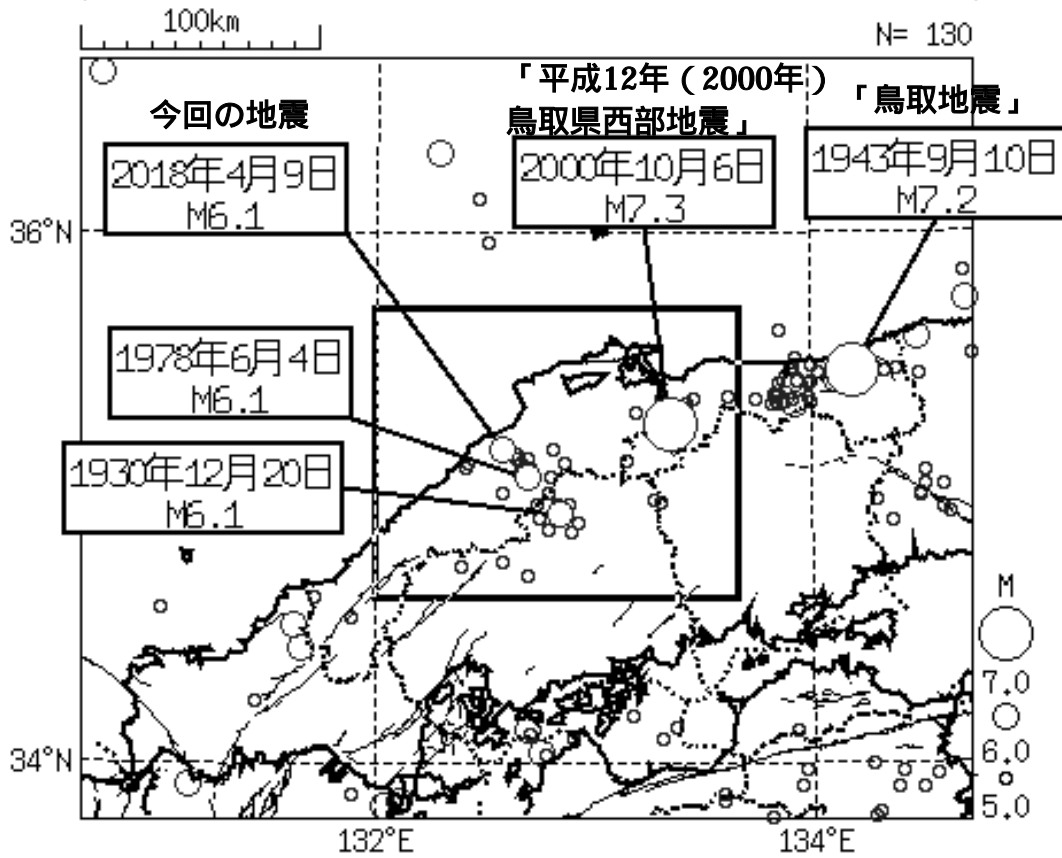 100km
N= 130
「平成12年（2000年）
鳥取県西部地震」
「鳥取地震」
今回の地震
2018年4月9日
M6.1
2000年10月6日
M7.3
1943年9月10日
M7.2
36°N
1978年6月4日
M6.1
1930年12月20日
M6.1
M
7.0
6.0
5.0
34°N
132°E
134°E